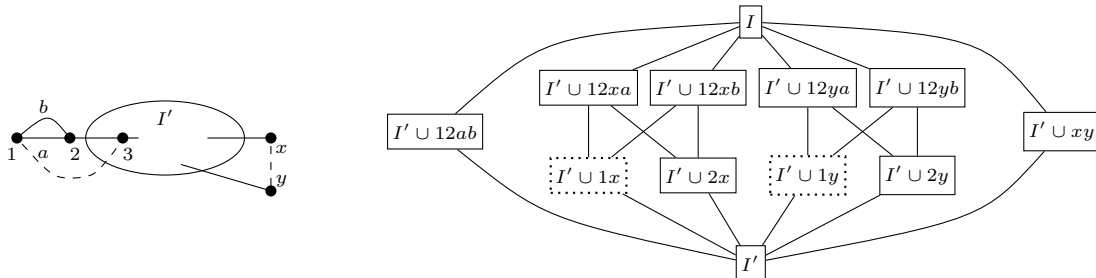 b
I′
1
a
2
3
x
y
I
I′ ∪ 12xa
I′ ∪ 12xb
I′ ∪ 12ya
I′ ∪ 12yb
I′ ∪ 12ab
I′ ∪ xy
I′ ∪ 1x
I′ ∪ 2x
I′ ∪ 1y
I′ ∪ 2y
I′